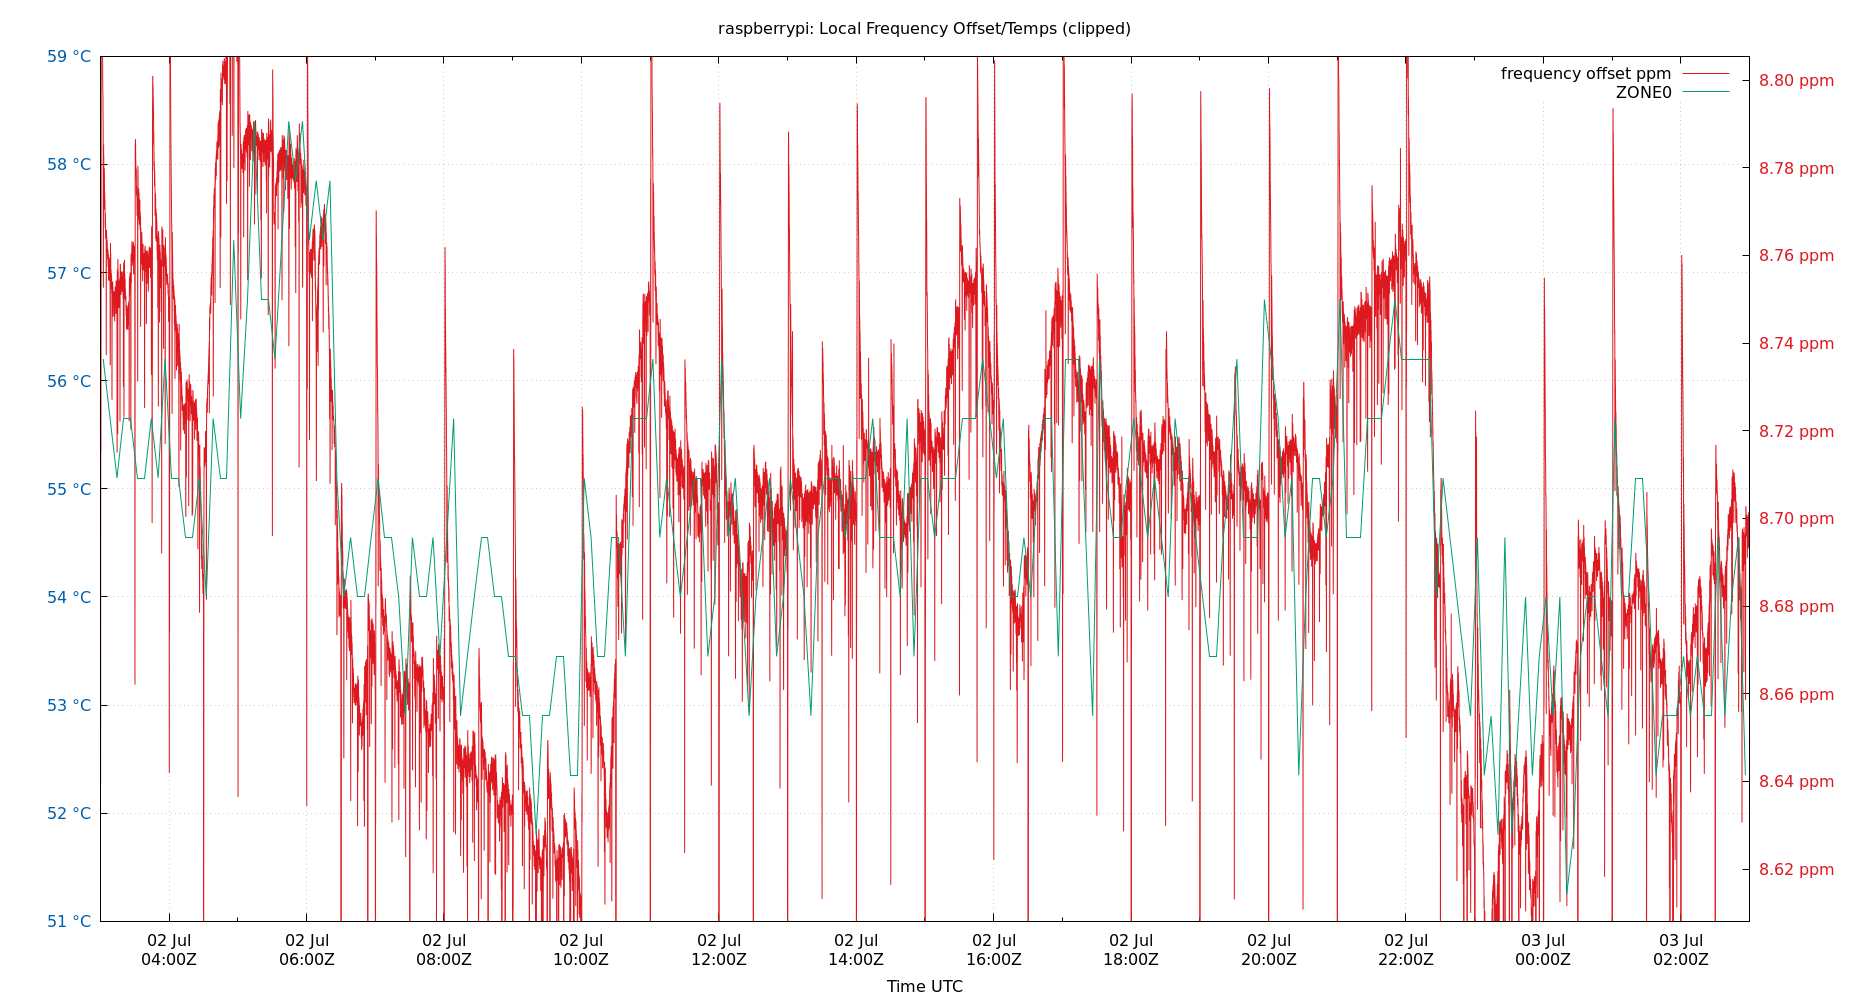 raspberrypi: Local Frequency Offset/Temps (clipped)
59 °C
58 °C
57 °C
56 °C
55 °C
54 °C
53 °C
52 °C
51 °C
frequency offset ppm
ZONE0
8.80 ppm
8.78 ppm
8.76 ppm
8.74 ppm
8.72 ppm
8.70 ppm
8.68 ppm
8.66 ppm
8.64 ppm
8.62 ppm
02 Jul 02 Jul 02 Jul 02 Jul 02 Jul 02 Jul 02 Jul 02 Jul 02 Jul 02 Jul 03 Jul 03 Jul
04:00Z 06:00Z 08:00Z 10:00Z 12:00Z 14:00Z 16:00Z 18:00Z 20:00Z 22:00Z 00:00Z 02:00Z
Time UTC